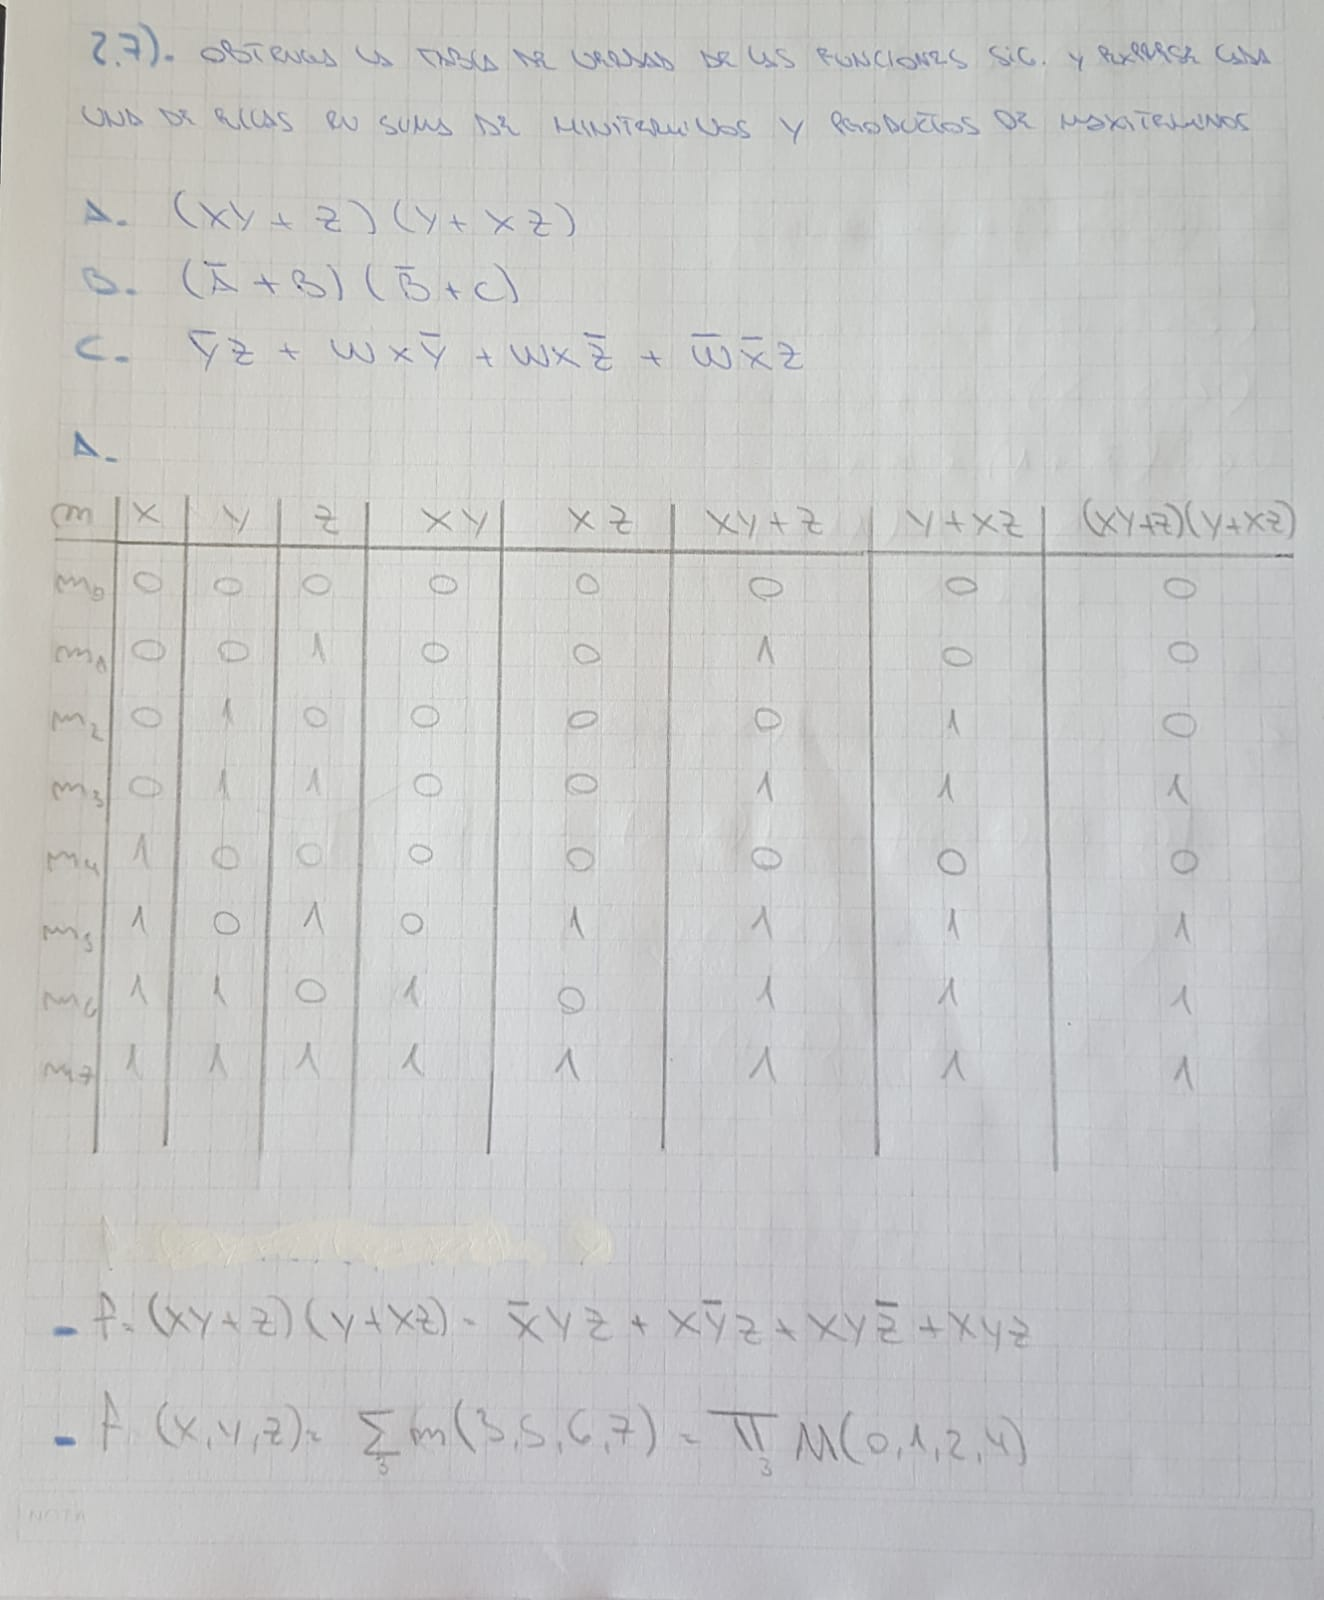 2.7). OBTENGA LA TABLA DE VERDAD DE LAS FUNCIONES SIG. Y EXPRESE CADA
UNA DE ELLAS EN SUMA DE MINITERMINOS Y PRODUCTOS DE MAXITERMINOS
A. (XY + Z)(Y + XZ)
B. (A̅ + B)(B̅ + C)
C. Y̅Z + WXY̅ + WXZ̅ + W̅X̅Z
A.
m X Y Z XY XZ XY+Z Y+XZ (XY+Z)(Y+XZ)
m0 0 0 0 0 0 0 0 0
m1 0 0 1 0 0 1 0 0
m2 0 1 0 0 0 0 1 0
m3 0 1 1 0 0 1 1 1
m4 1 0 0 0 0 0 0 0
m5 1 0 1 0 1 1 1 1
m6 1 1 0 1 0 1 1 1
m7 1 1 1 1 1 1 1 1
- f= (XY+Z)(Y+XZ) = X̅YZ + XY̅Z + XYZ̅ + XYZ
- f (X,Y,Z)= Σ3 m(3,5,6,7) = Π3 M(0,1,2,4)
NOTA